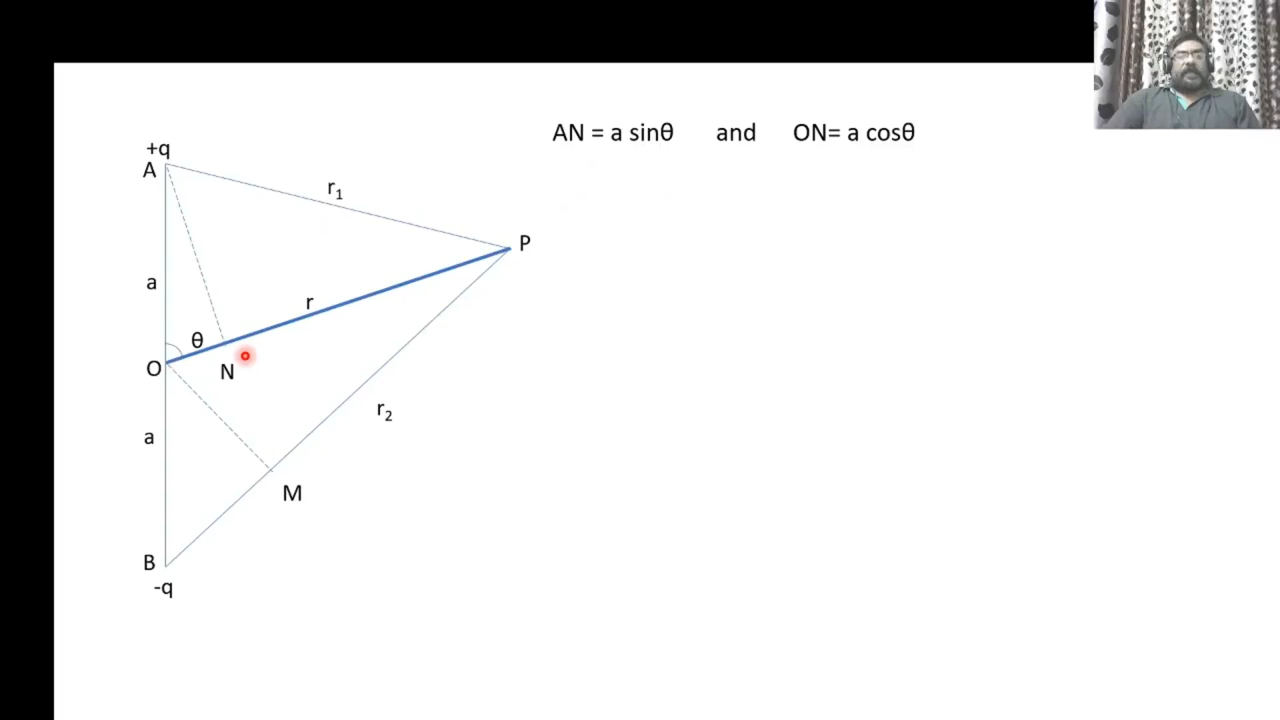 AN = a sinθ and ON= a cosθ
+q
A
r₁
P
a
r
θ
O
N
a
r₂
M
B
-q